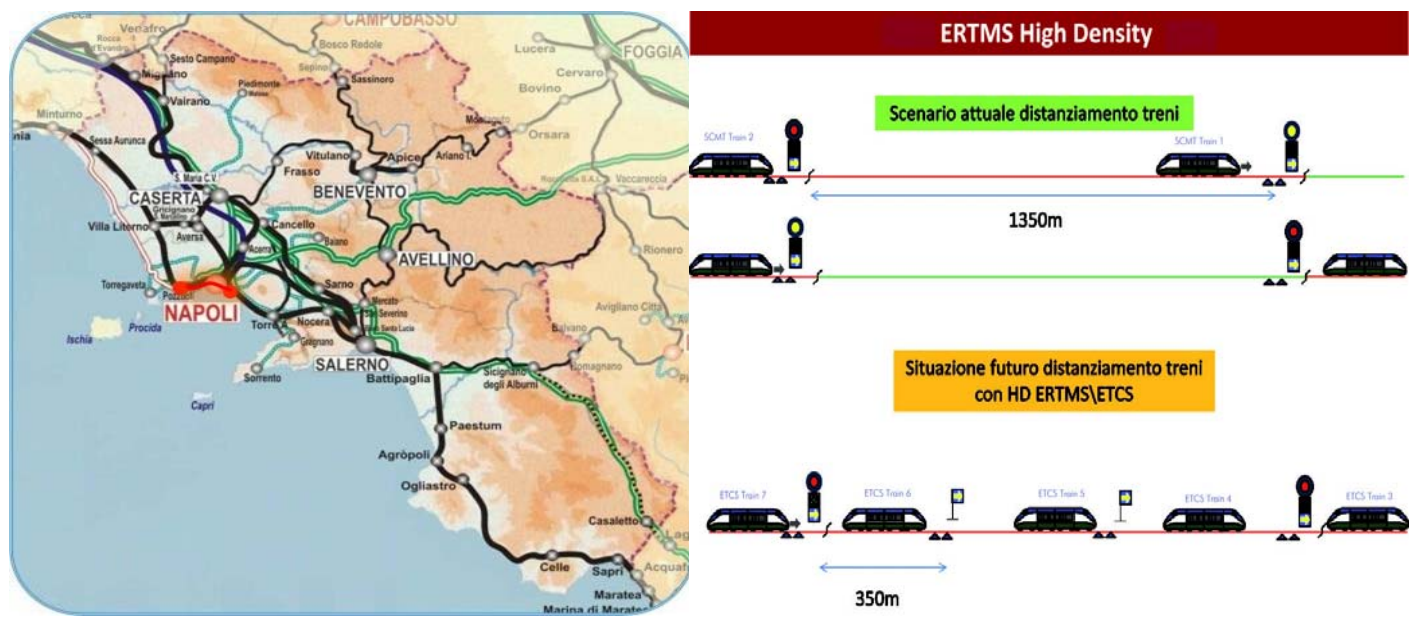 CAMPOBASSO
Venafro
Rocca
d'Evandro
Sesto Campano
Bosco Redole
Sepino
Lucera
FOGGIA
Mignano
Piedimonte
Sassinoro
Cervaro
Vairano
Bovino
Minturno
Montaguto
Orsara
Sessa Aurunca
Vitulano
Apice
Ariano I.
Frasso
S. Maria C.V.
BENEVENTO
CASERTA
Gricignano
Cancello
Villa Literno
Aversa
Baiano
Acerra
AVELLINO
Rionero
Torregaveta
Pozzuoli
Sarno
Mercato
San Severino
NAPOLI
Avigliano Citta
Procida
Torre A.
Nocera
Ischia
Gragnano
Balvano
SALERNO
Romagnano
Sorrento
Battipaglia
Sicignano
degli Alburni
Capri
Paestum
Agròpoli
Ogliastro
Casaletto
Celle
Sapri
Maratea
Marina di Maratea
ERTMS High Density
Scenario attuale distanziamento treni
SCMT Train 2
SCMT Train 1
1350m
Situazione futuro distanziamento treni
con HD ERTMS\ETCS
ETCS Train 7
ETCS Train 6
ETCS Train 5
ETCS Train 4
ETCS Train 3
350m